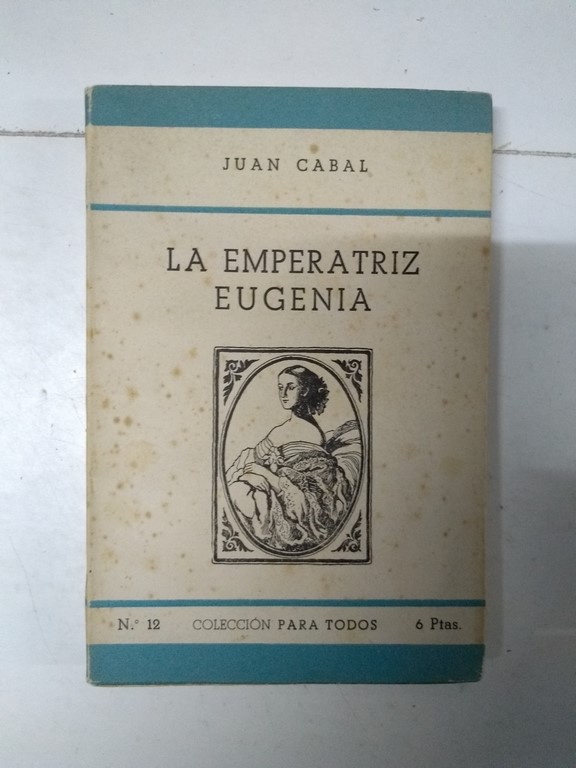 JUAN CABAL
LA EMPERATRIZ
EUGENIA
N.º 12 COLECCIÓN PARA TODOS 6 Ptas.